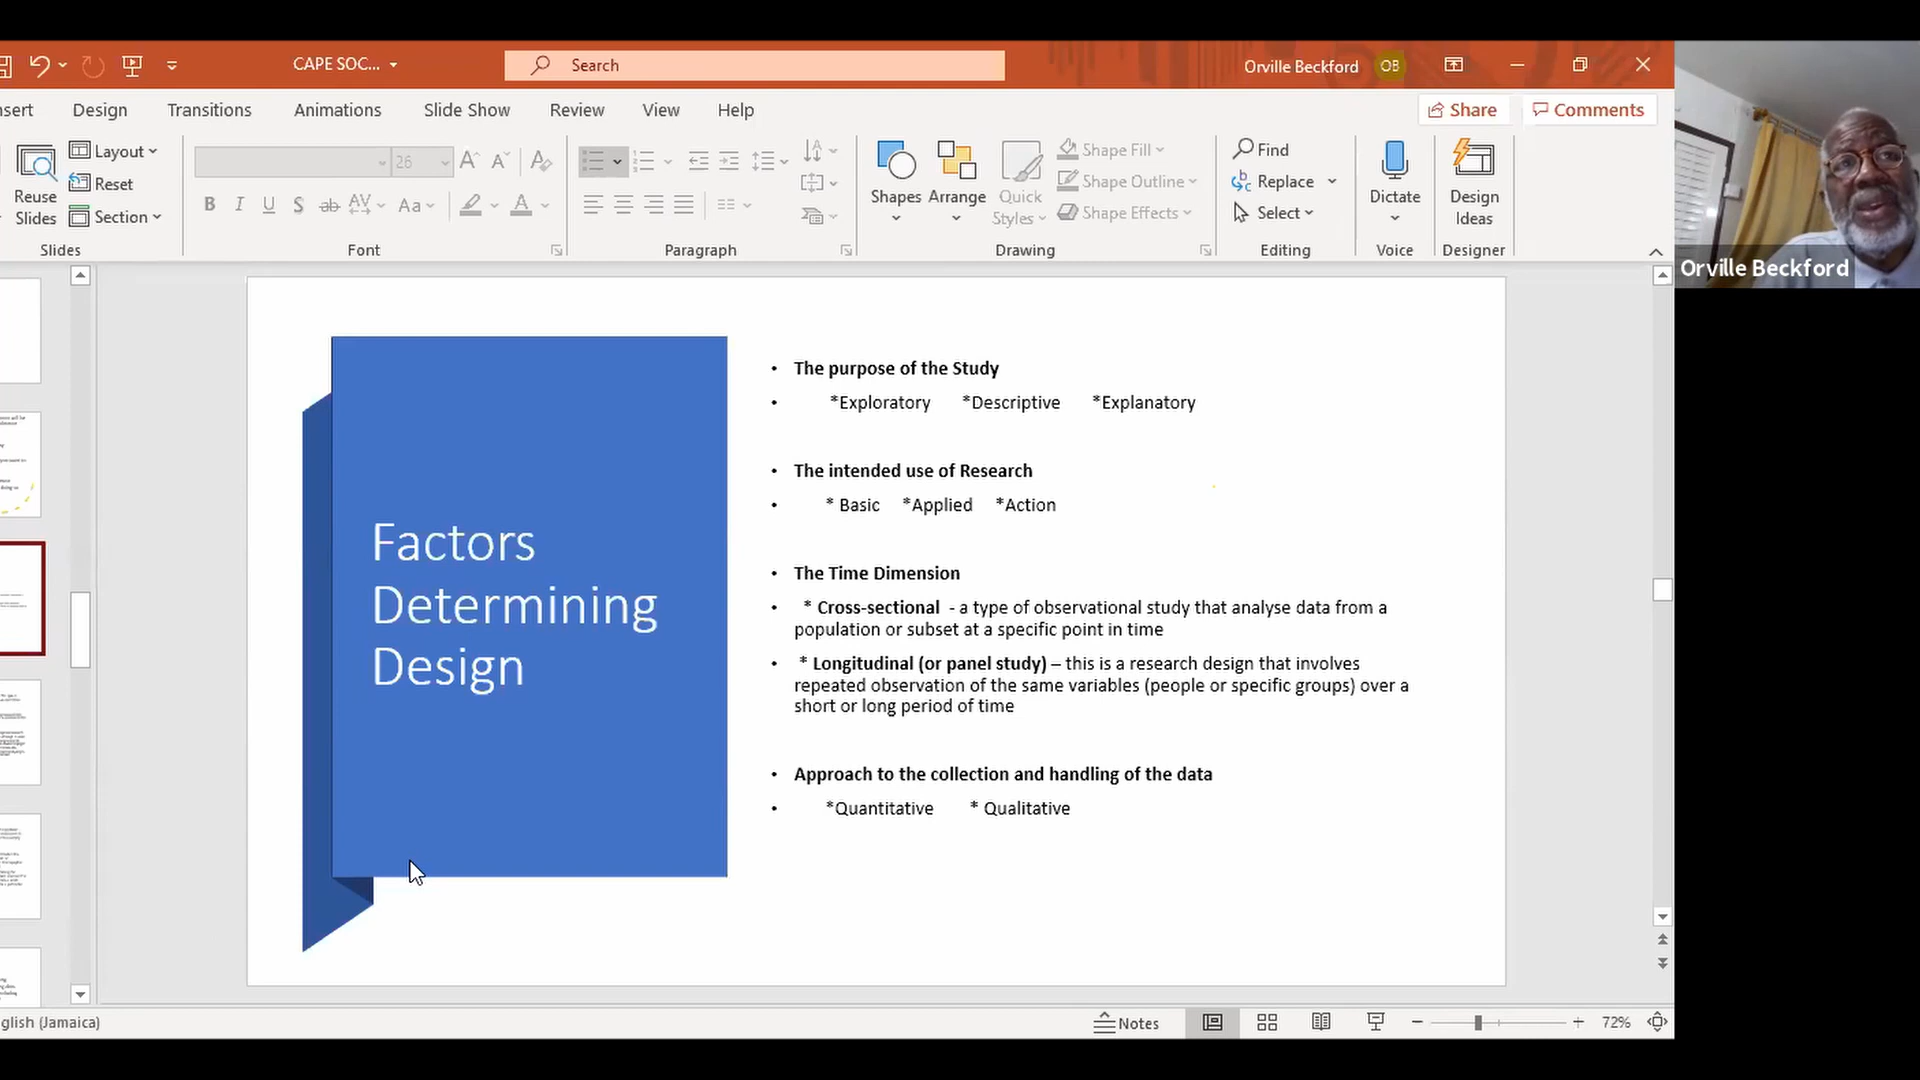 CAPE SOC...
Search
Orville Beckford
OB
Design Transitions Animations Slide Show Review View Help
Share
Comments
Reuse Slides
Layout
Reset
Section
Slides
26
B I U S ab AV Aa A
Font
Paragraph
Shapes
Arrange
Quick Styles
Shape Fill
Shape Outline
Shape Effects
Drawing
Find
Replace
Select
Editing
Dictate
Voice
Design Ideas
Designer
Orville Beckford
Factors
Determining
Design
• The purpose of the Study
• *Exploratory *Descriptive *Explanatory
• The intended use of Research
• * Basic *Applied *Action
• The Time Dimension
• * Cross-sectional - a type of observational study that analyse data from a
population or subset at a specific point in time
• * Longitudinal (or panel study) – this is a research design that involves
repeated observation of the same variables (people or specific groups) over a
short or long period of time
• Approach to the collection and handling of the data
• *Quantitative * Qualitative
glish (Jamaica)
Notes
72%